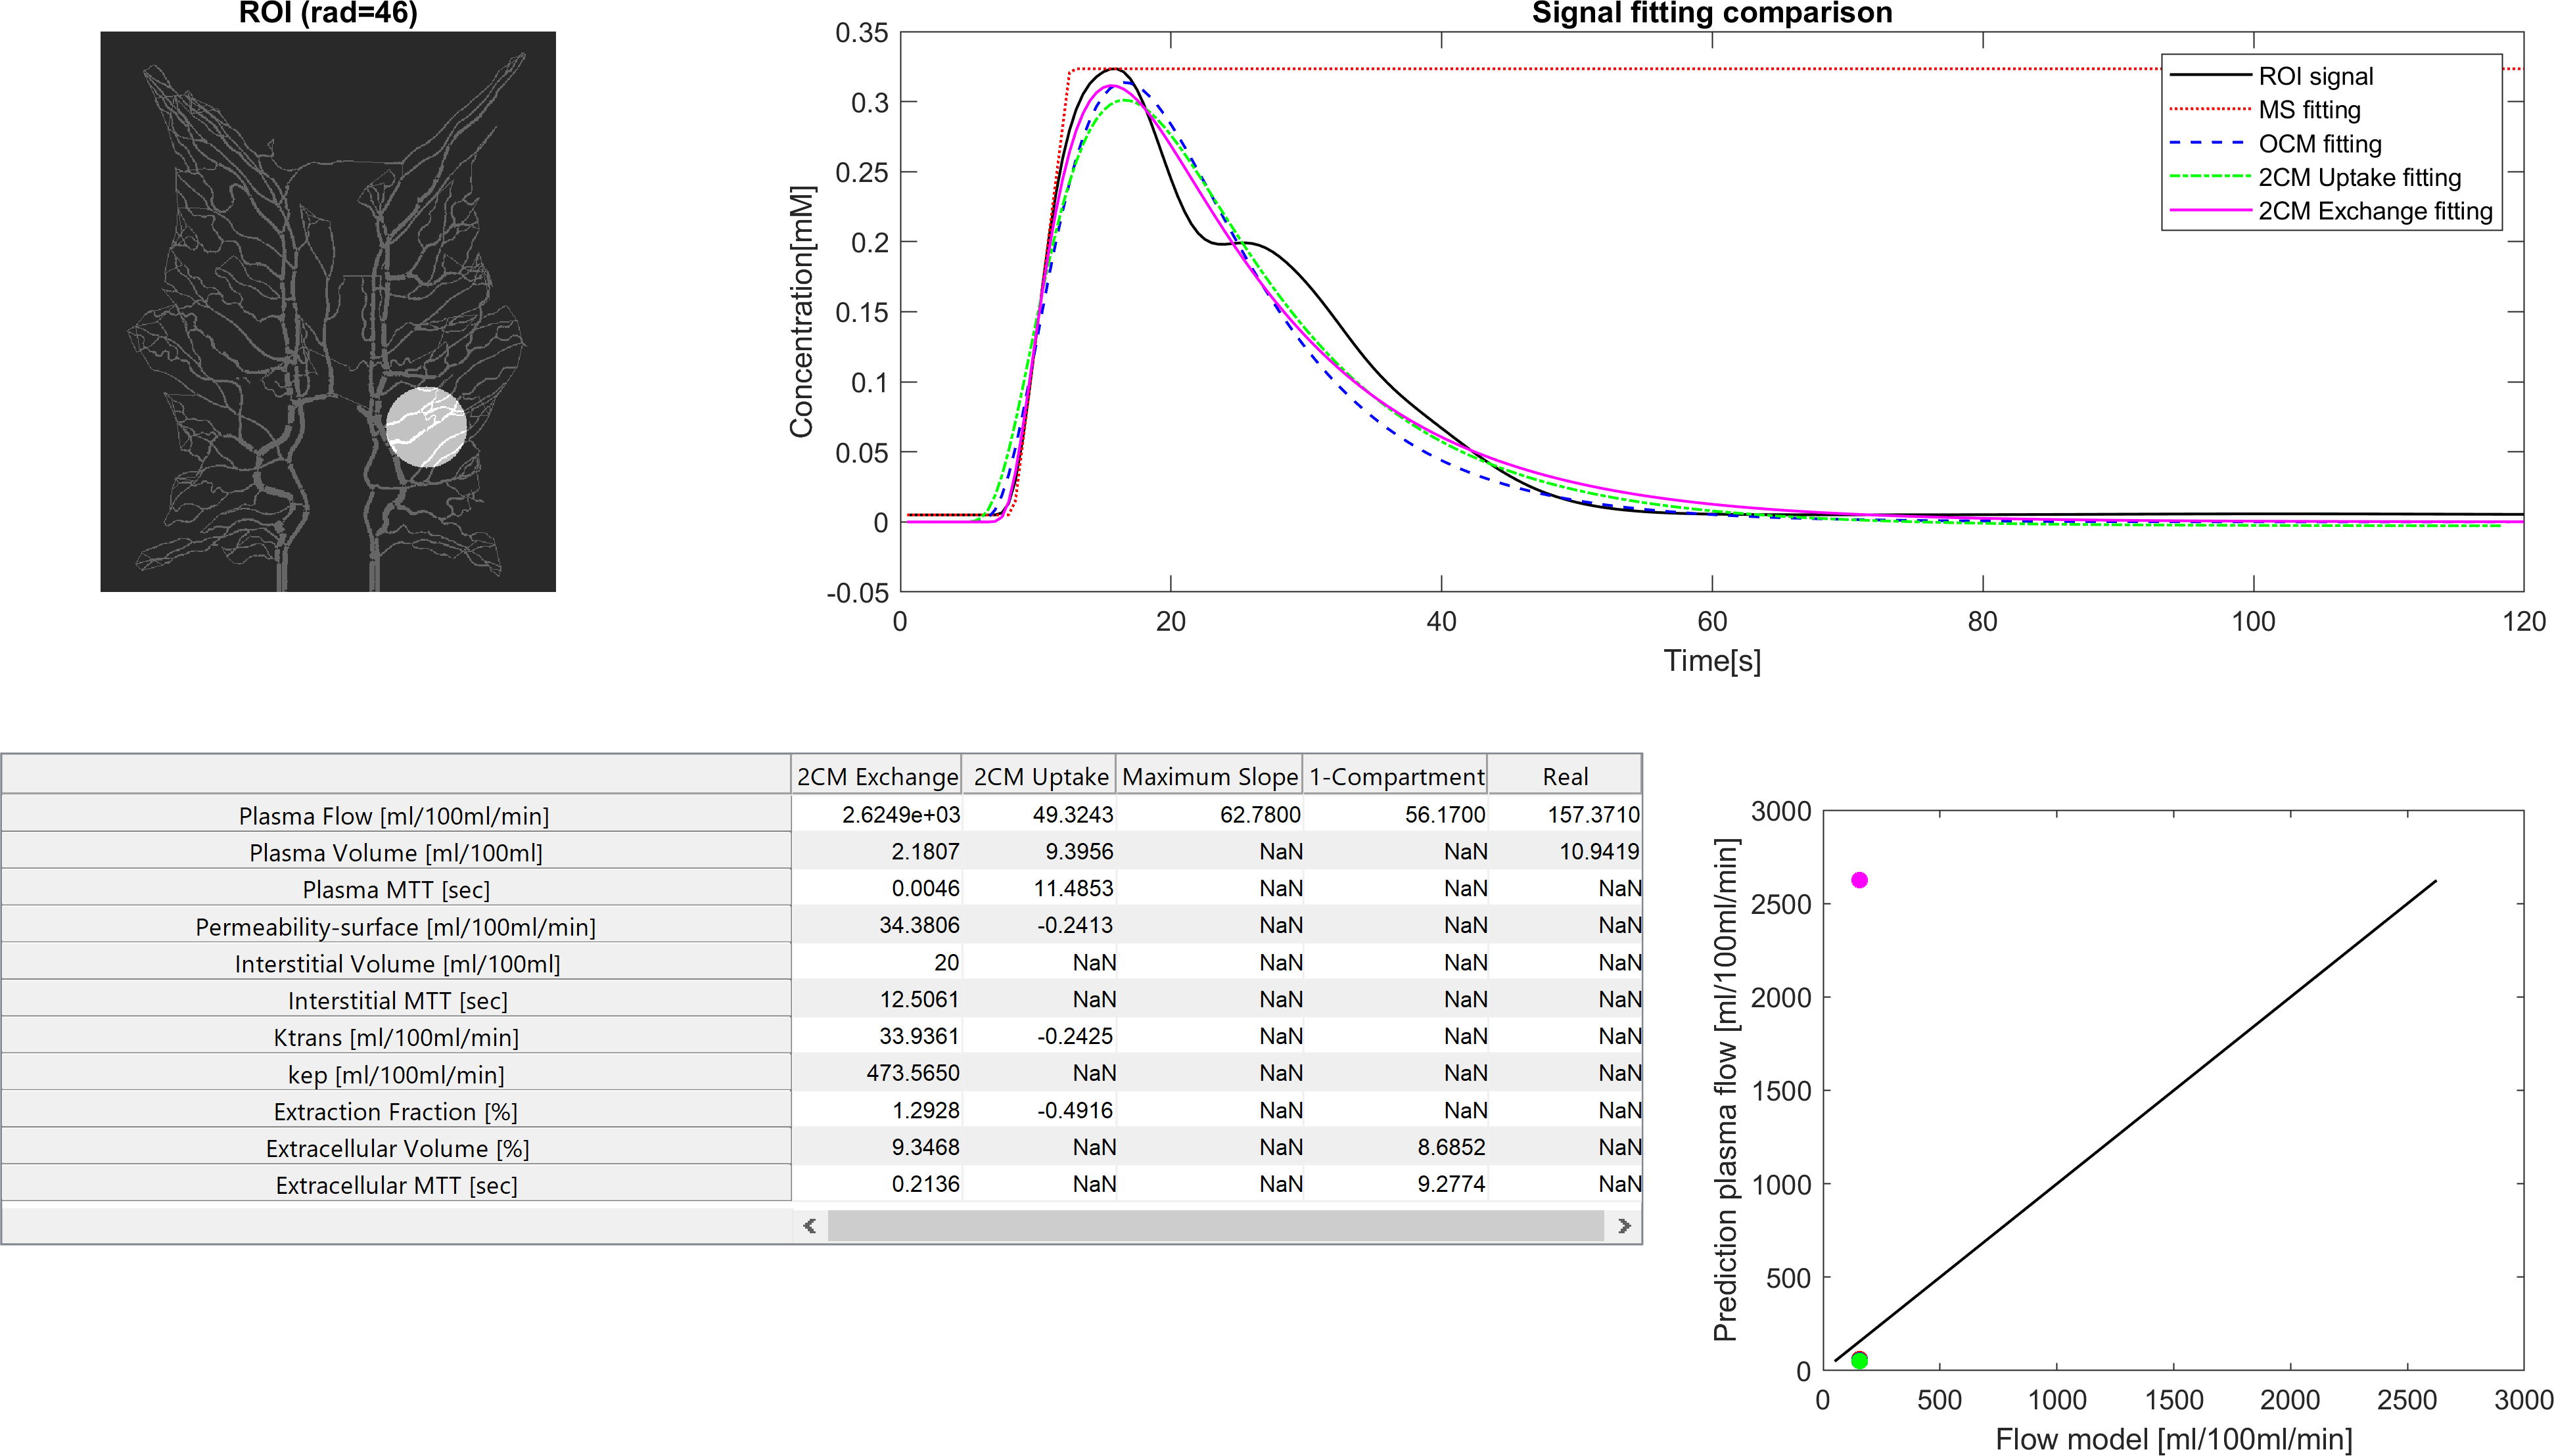 ROI (rad=46)
Signal fitting comparison
0.35
0.3
0.25
0.2
0.15
0.1
0.05
0
-0.05
Concentration[mM]
0 20 40 60 80 100 120
Time[s]
ROI signal
MS fitting
OCM fitting
2CM Uptake fitting
2CM Exchange fitting
2CM Exchange 2CM Uptake Maximum Slope 1-Compartment Real
Plasma Flow [ml/100ml/min] 2.6249e+03 49.3243 62.7800 56.1700 157.3710
Plasma Volume [ml/100ml] 2.1807 9.3956 NaN NaN 10.9419
Plasma MTT [sec] 0.0046 11.4853 NaN NaN NaN
Permeability-surface [ml/100ml/min] 34.3806 -0.2413 NaN NaN NaN
Interstitial Volume [ml/100ml] 20 NaN NaN NaN NaN
Interstitial MTT [sec] 12.5061 NaN NaN NaN NaN
Ktrans [ml/100ml/min] 33.9361 -0.2425 NaN NaN NaN
kep [ml/100ml/min] 473.5650 NaN NaN NaN NaN
Extraction Fraction [%] 1.2928 -0.4916 NaN NaN NaN
Extracellular Volume [%] 9.3468 NaN NaN 8.6852 NaN
Extracellular MTT [sec] 0.2136 NaN NaN 9.2774 NaN
3000
2500
2000
1500
1000
500
0
Prediction plasma flow [ml/100ml/min]
0 500 1000 1500 2000 2500 3000
Flow model [ml/100ml/min]